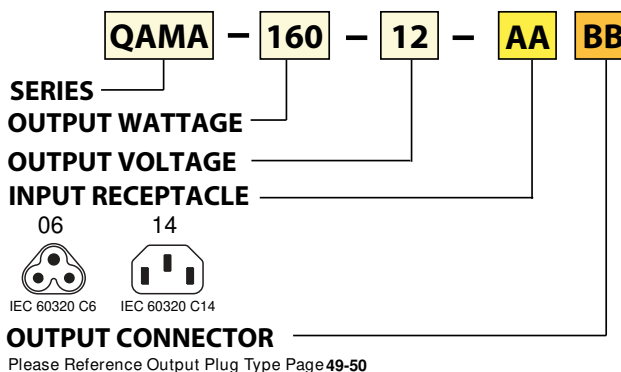 QAMA – 160 – 12 – AA BB
SERIES
OUTPUT WATTAGE
OUTPUT VOLTAGE
INPUT RECEPTACLE
06 14
IEC 60320 C6 IEC 60320 C14
OUTPUT CONNECTOR
Please Reference Output Plug Type Page 49-50